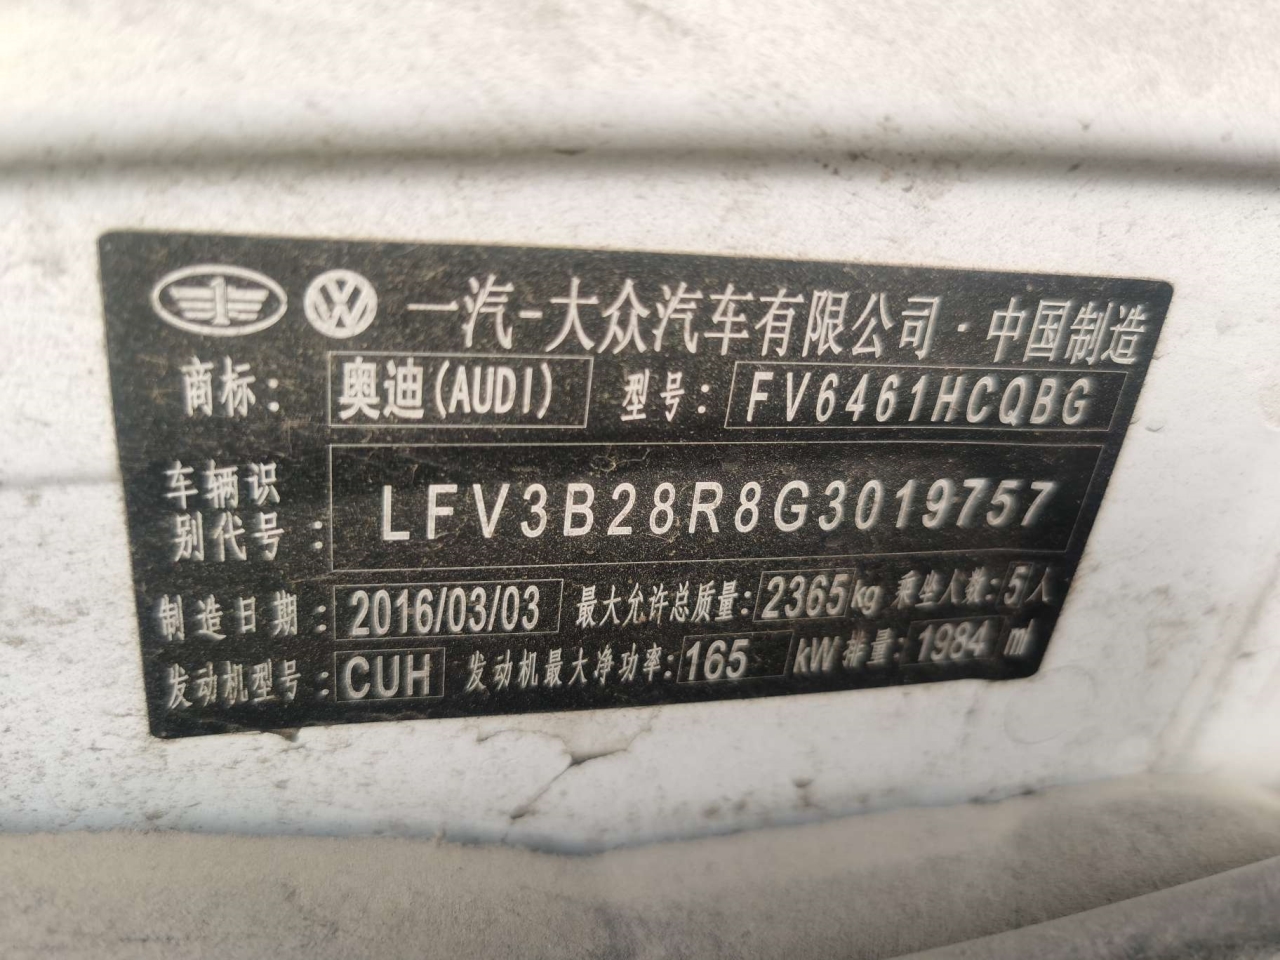 1 VW 一汽-大众汽车有限公司·中国制造
商标: 奥迪(AUDI) 型号: FV6461HCQBG
车辆识别代号: LFV3B28R8G3019757
制造日期: 2016/03/03 最大允许总质量: 2365kg 乘坐人数: 5人
发动机型号: CUH 发动机最大净功率: 165 kW 排量: 1984 ml